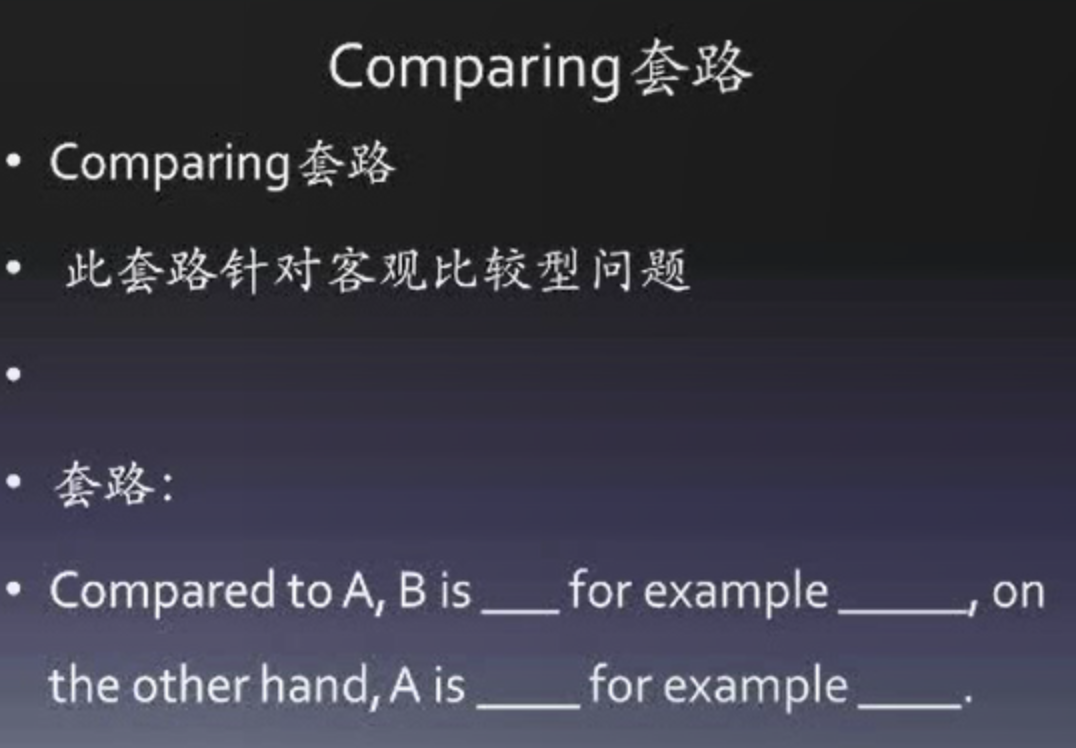 Comparing套路
• Comparing套路
• 此套路针对客观比较型问题
•
• 套路:
• Compared to A, B is ___ for example _____, on
the other hand, A is ____ for example ____.